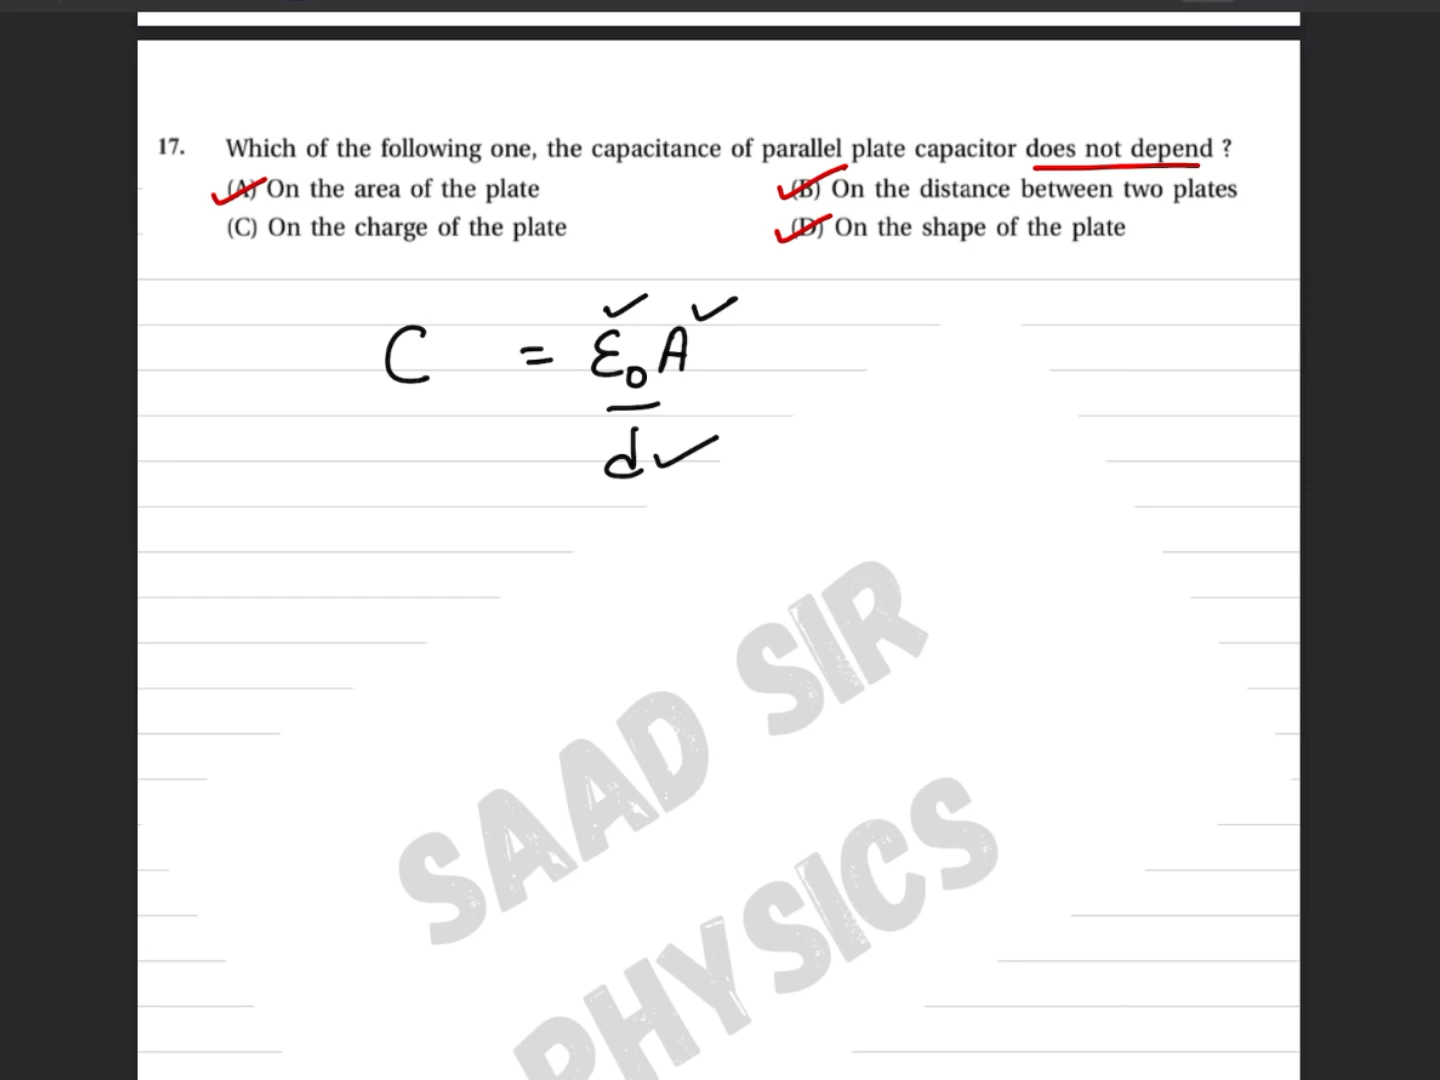 17. Which of the following one, the capacitance of parallel plate capacitor does not depend ?
(A) On the area of the plate (B) On the distance between two plates
(C) On the charge of the plate (D) On the shape of the plate
C = ε₀A
d
SAAD SIR
PHYSICS